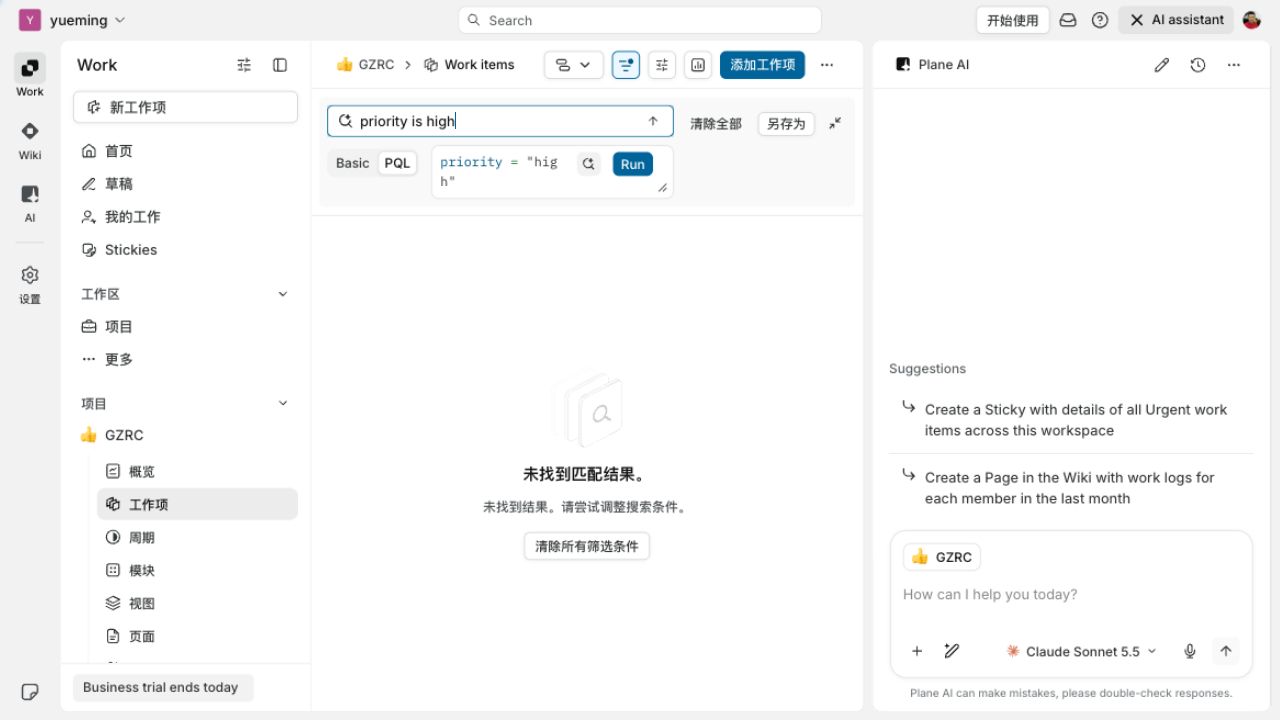 Y yueming
Search
开始使用
AI assistant
Work
Wiki
AI
设置
Work
新工作项
首页
草稿
我的工作
Stickies
工作区
项目
更多
项目
GZRC
概览
工作项
周期
模块
视图
页面
Business trial ends today
GZRC
Work items
添加工作项
priority is high
清除全部
另存为
Basic
PQL
priority = "hig
h"
Run
未找到匹配结果。
未找到结果。请尝试调整搜索条件。
清除所有筛选条件
Plane AI
Suggestions
Create a Sticky with details of all Urgent work
items across this workspace
Create a Page in the Wiki with work logs for
each member in the last month
GZRC
How can I help you today?
Claude Sonnet 5.5
Plane AI can make mistakes, please double-check responses.